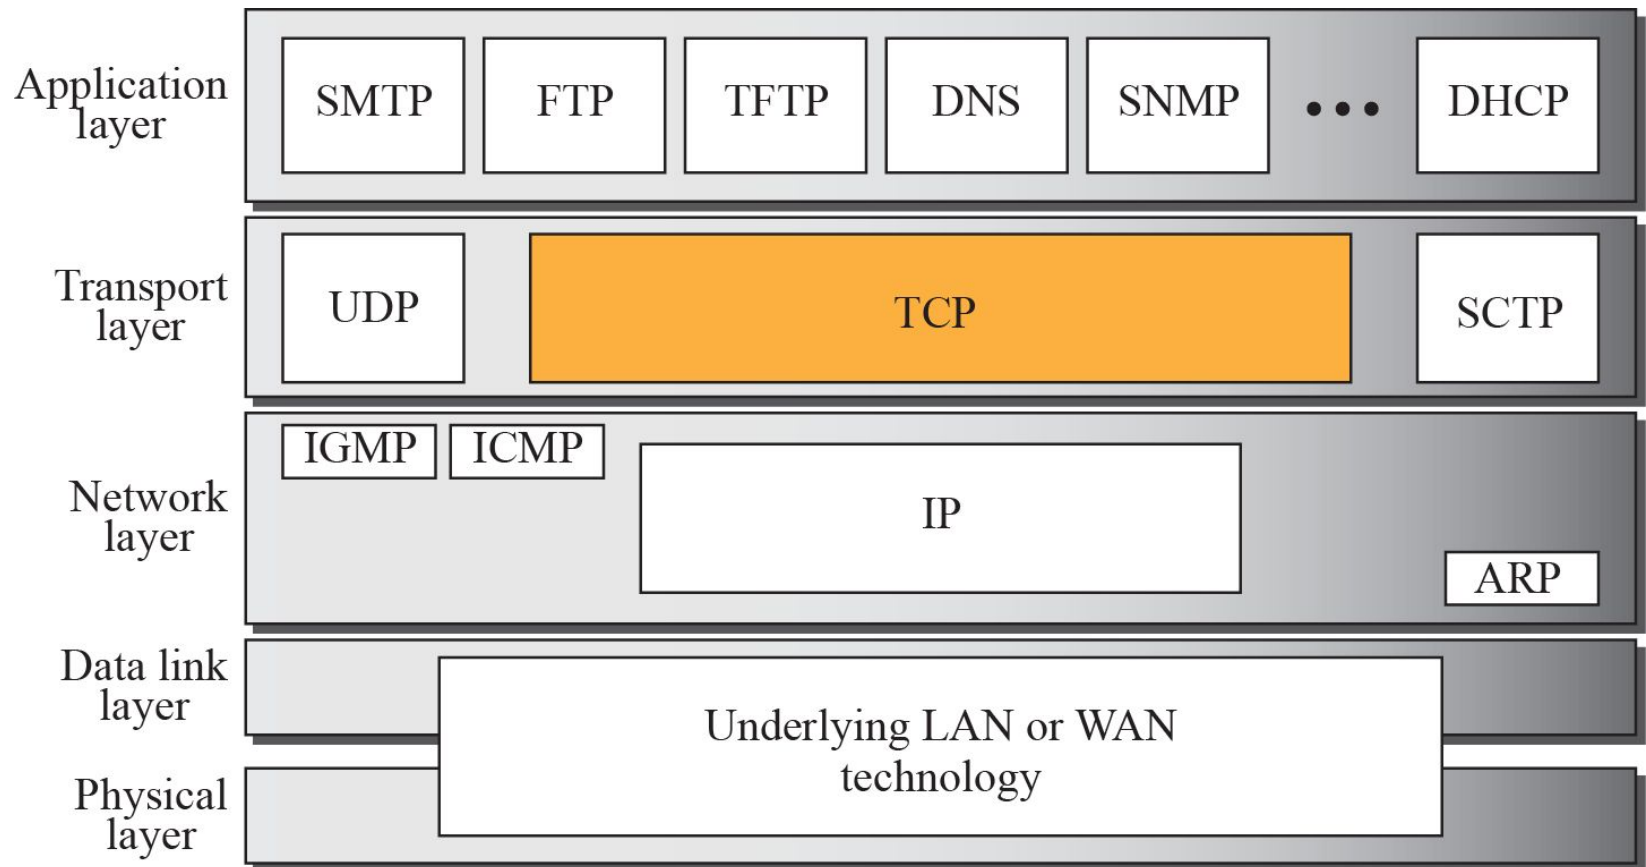 Application
layer
SMTP
FTP
TFTP
DNS
SNMP
•••
DHCP
Transport
layer
UDP
TCP
SCTP
Network
layer
IGMP
ICMP
IP
ARP
Data link
layer
Underlying LAN or WAN
technology
Physical
layer